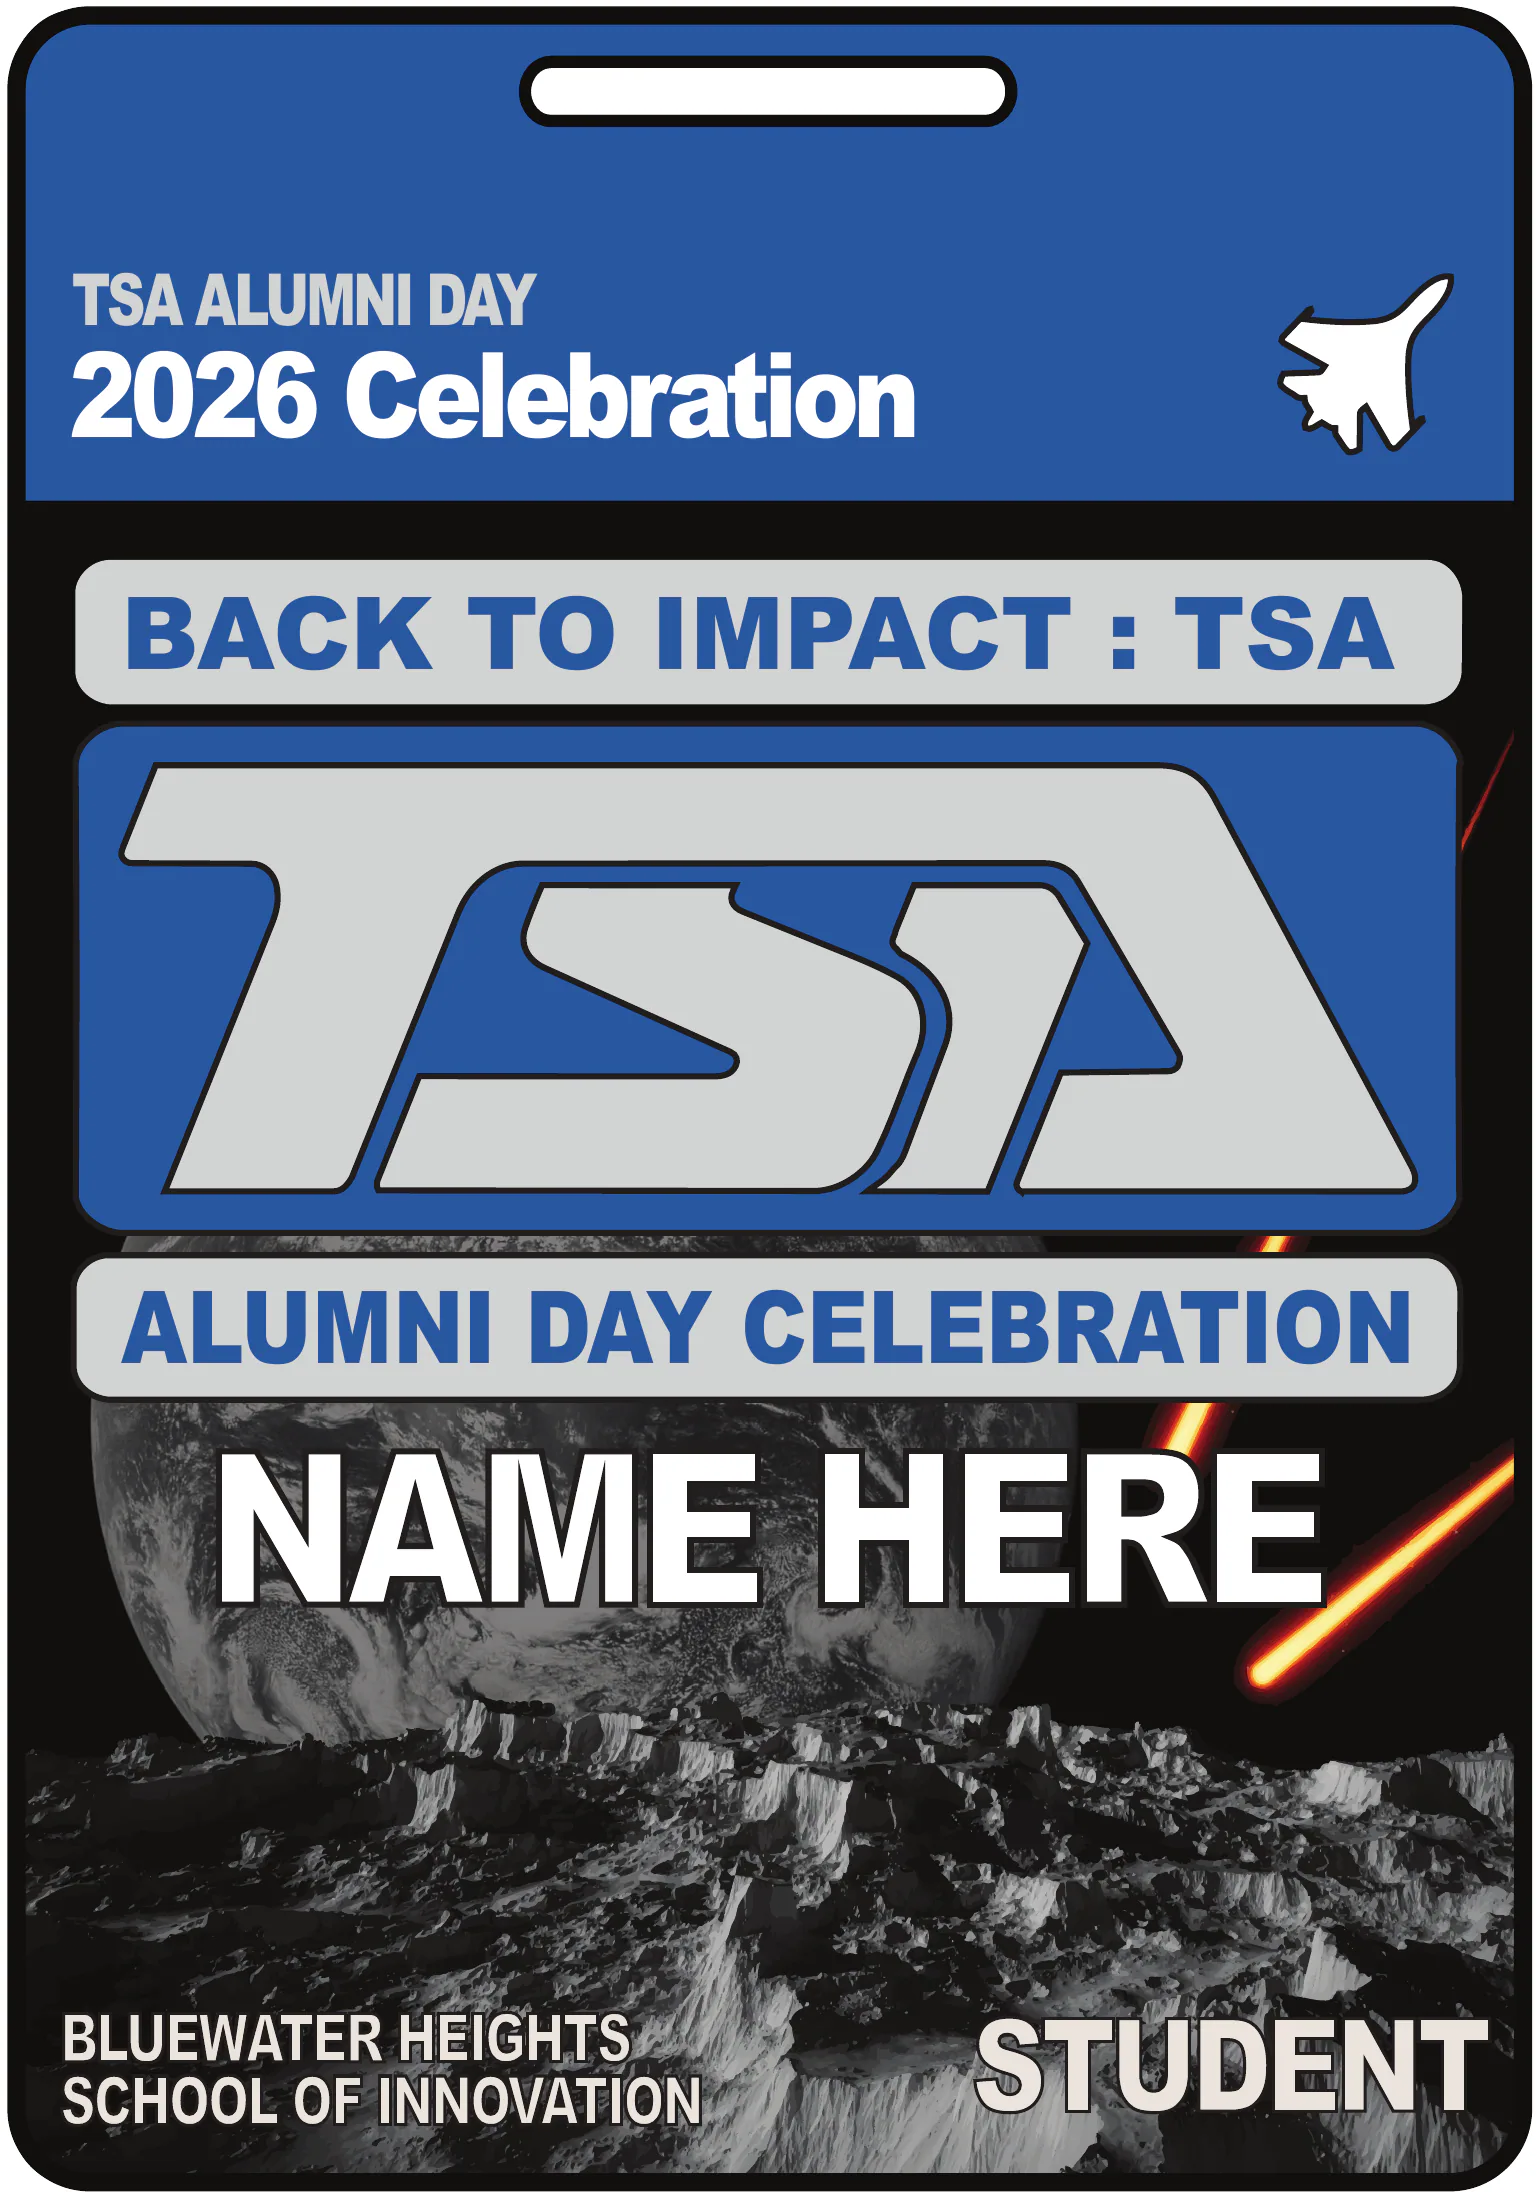 TSA ALUMNI DAY
2026 Celebration
BACK TO IMPACT : TSA
TSA
ALUMNI DAY CELEBRATION
NAME HERE
BLUEWATER HEIGHTS
SCHOOL OF INNOVATION
STUDENT